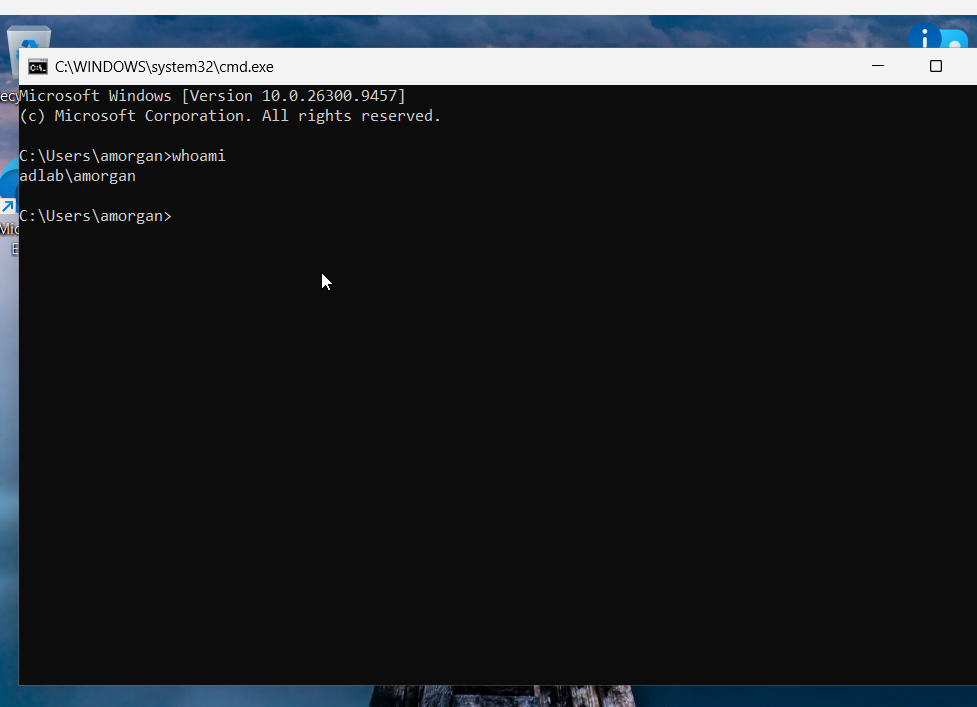 C:\WINDOWS\system32\cmd.exe
Microsoft Windows [Version 10.0.26300.9457]
(c) Microsoft Corporation. All rights reserved.
C:\Users\amorgan>whoami
adlab\amorgan
C:\Users\amorgan>